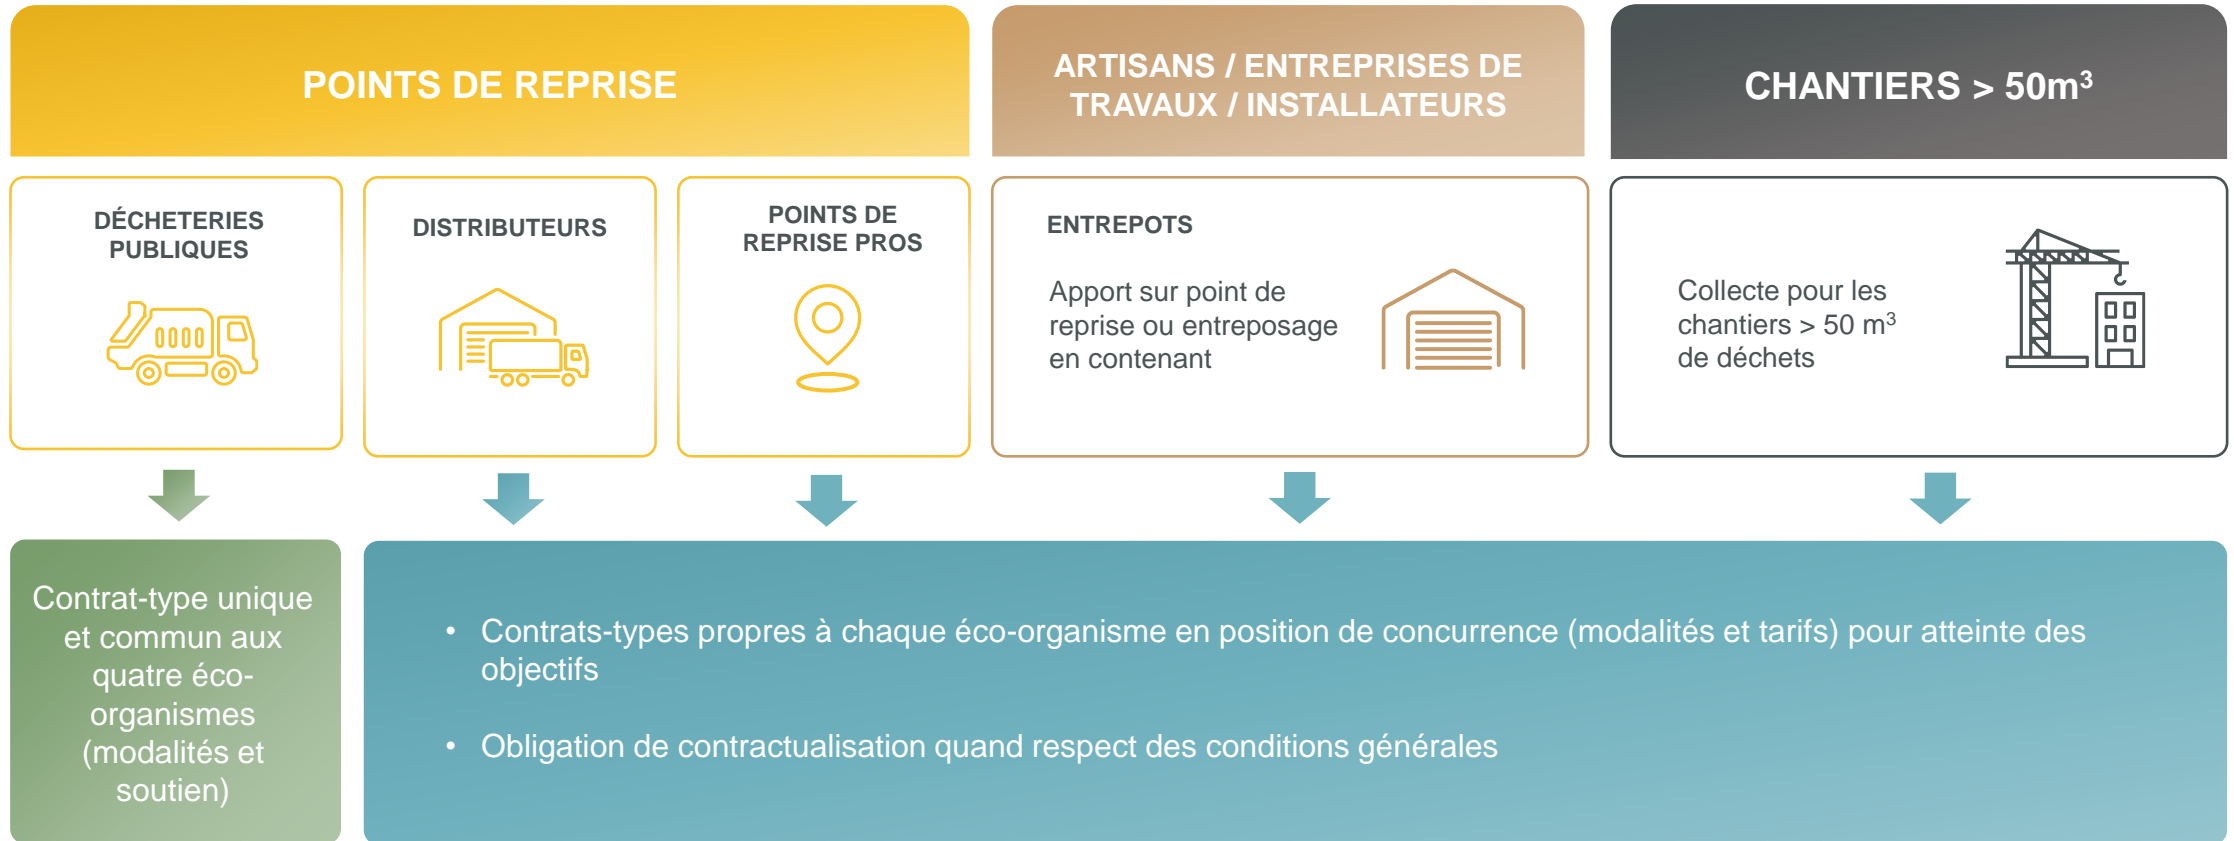 POINTS DE REPRISE
ARTISANS / ENTREPRISES DE
TRAVAUX / INSTALLATEURS
CHANTIERS > 50m³
DÉCHETERIES
PUBLIQUES
DISTRIBUTEURS
POINTS DE
REPRISE PROS
ENTREPOTS
Apport sur point de
reprise ou entreposage
en contenant
Collecte pour les
chantiers > 50 m³
de déchets
Contrat-type unique
et commun aux
quatre éco-
organismes
(modalités et
soutien)
• Contrats-types propres à chaque éco-organisme en position de concurrence (modalités et tarifs) pour atteinte des
objectifs
• Obligation de contractualisation quand respect des conditions générales